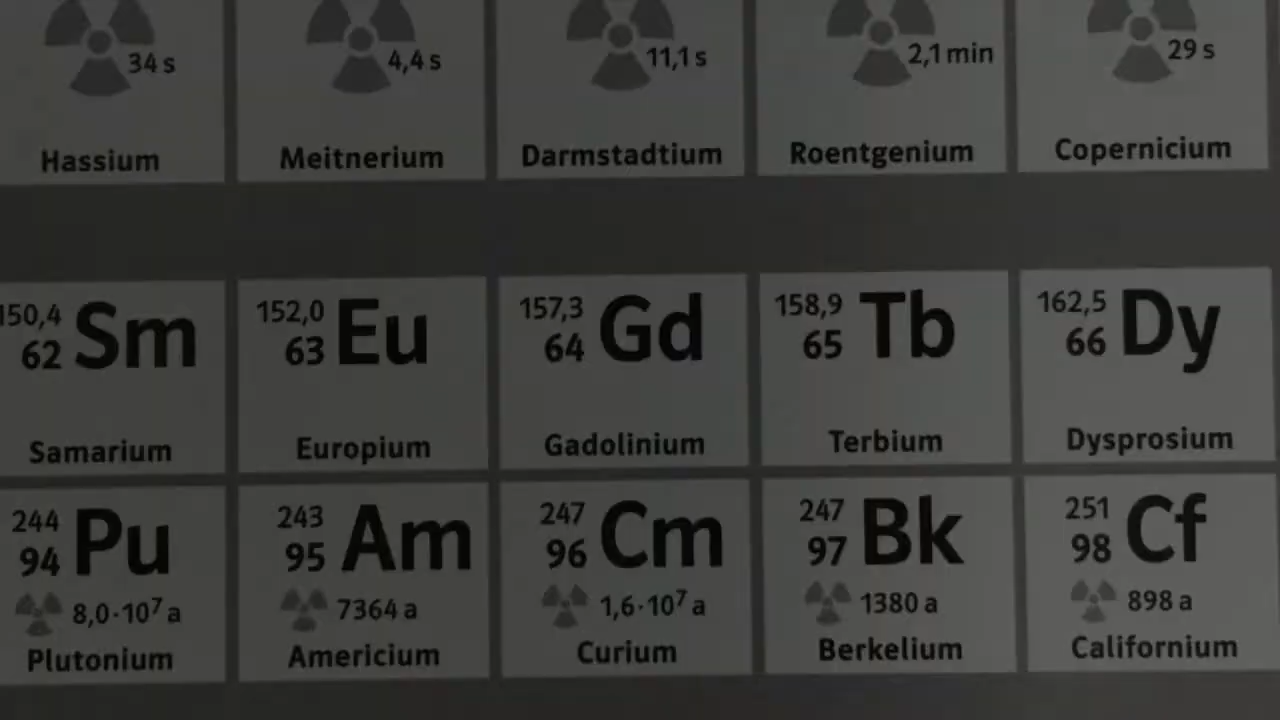 34 s 4,4 s 11,1 s 2,1 min 29 s
Hassium Meitnerium Darmstadtium Roentgenium Copernicium
150,4 Sm 152,0 Eu 157,3 Gd 158,9 Tb 162,5 Dy
62 63 64 65 66
Samarium Europium Gadolinium Terbium Dysprosium
244 Pu 243 Am 247 Cm 247 Bk 251 Cf
94 95 96 97 98
8,0·10⁷ a 7364 a 1,6·10⁷ a 1380 a 898 a
Plutonium Americium Curium Berkelium Californium